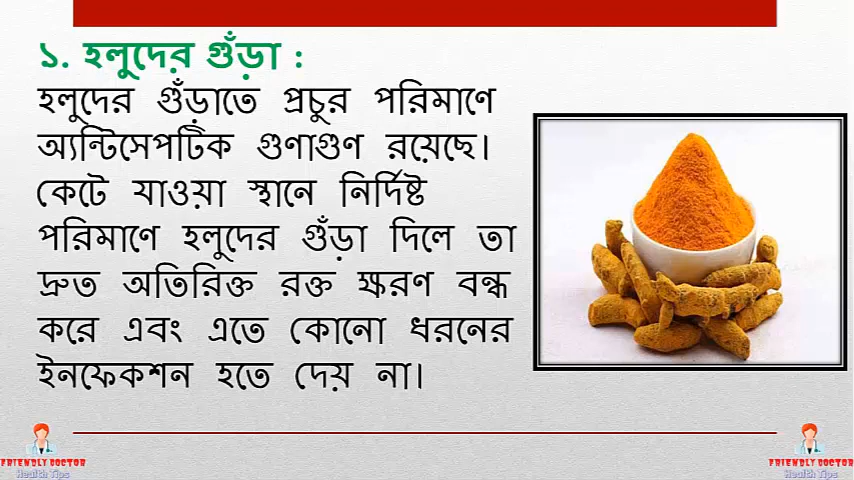 ১. হলুদের গুঁড়া :
হলুদের গুঁড়াতে প্রচুর পরিমাণে
অ্যন্টিসেপটিক গুণাগুণ রয়েছে।
কেটে যাওয়া স্থানে নির্দিষ্ট
পরিমাণে হলুদের গুঁড়া দিলে তা
দ্রুত অতিরিক্ত রক্ত ক্ষরণ বন্ধ
করে এবং এতে কোনো ধরনের
ইনফেকশন হতে দেয় না।
FRIENDLY DOCTOR
Health Tips
FRIENDLY DOCTOR
Health Tips